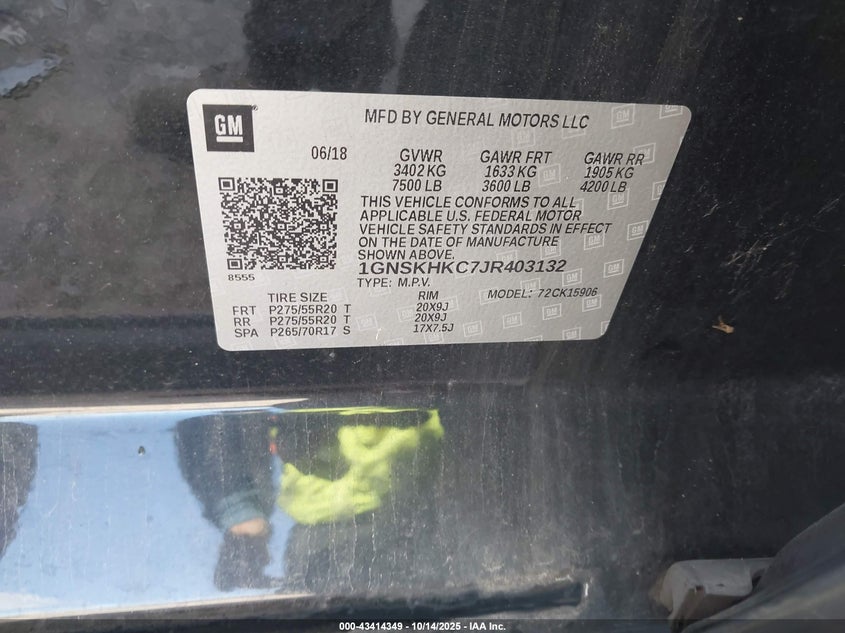 GM
MFD BY GENERAL MOTORS LLC
06/18 GVWR GAWR FRT GAWR RR
3402 KG 1633 KG 1905 KG
7500 LB 3600 LB 4200 LB
THIS VEHICLE CONFORMS TO ALL
APPLICABLE U.S. FEDERAL MOTOR
VEHICLE SAFETY STANDARDS IN EFFECT
ON THE DATE OF MANUFACTURE
SHOWN ABOVE.
1GNSKHKC7JR403132
8555
TYPE: M.P.V. MODEL: 72CK15906
TIRE SIZE RIM
FRT P275/55R20 T 20X9J
RR P275/55R20 T 20X9J
SPA P265/70R17 S 17X7.5J
000-43414349 | 10/14/2025 - IAA Inc.